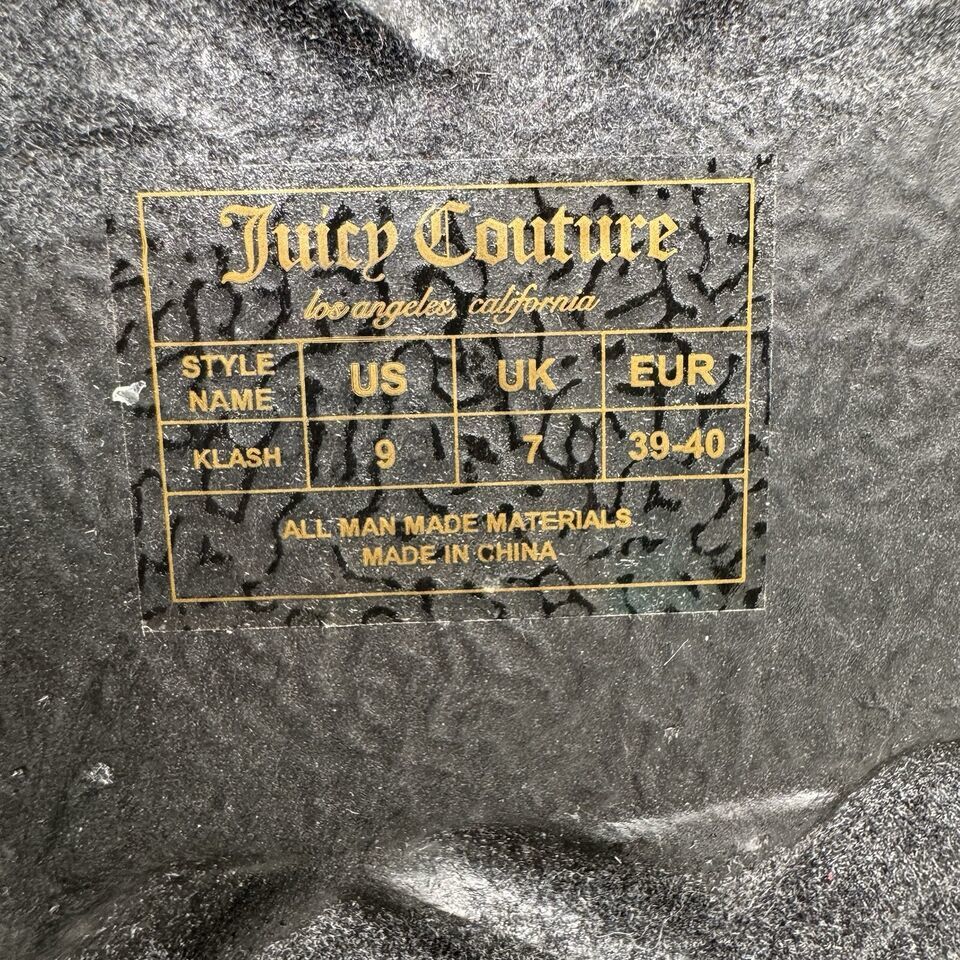 Juicy Couture
los angeles, california
STYLE NAME US UK EUR
KLASH 9 7 39-40
ALL MAN MADE MATERIALS
MADE IN CHINA